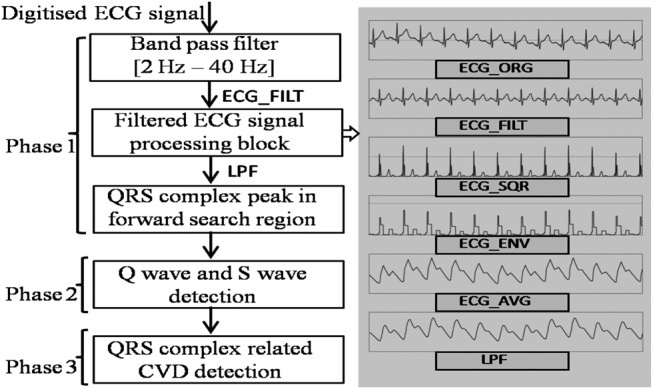 Digitised ECG signal
Band pass filter
[2 Hz – 40 Hz]
ECG_FILT
Filtered ECG signal
processing block
LPF
QRS complex peak in
forward search region
Phase 1
Q wave and S wave
detection
Phase 2
QRS complex related
CVD detection
Phase 3
ECG_ORG
ECG_FILT
ECG_SQR
ECG_ENV
ECG_AVG
LPF